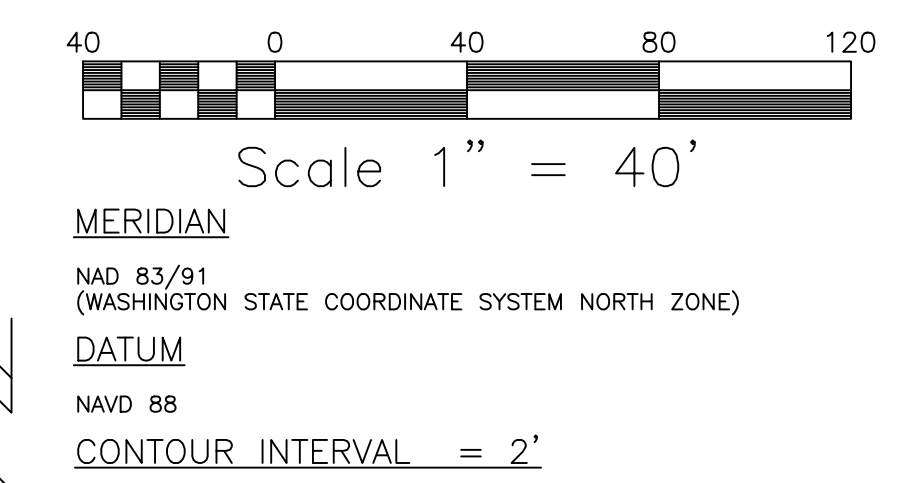 40 0 40 80 120
Scale 1" = 40'
MERIDIAN
NAD 83/91
(WASHINGTON STATE COORDINATE SYSTEM NORTH ZONE)
DATUM
NAVD 88
CONTOUR INTERVAL = 2'